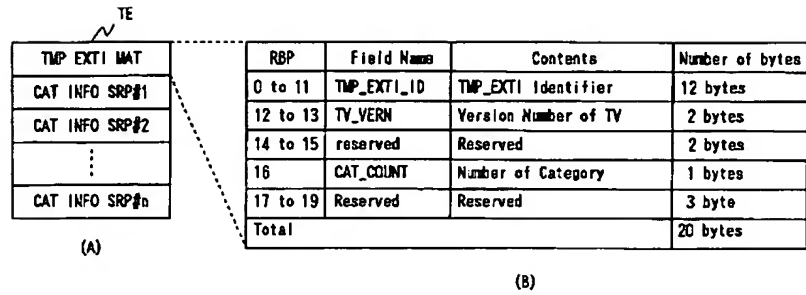 TE
TMP EXTI MAT
CAT INFO SRP#1
CAT INFO SRP#2
CAT INFO SRP#n
(A)
RBP Field Name Contents Number of bytes
0 to 11 TMP_EXTI_ID TMP_EXTI Identifier 12 bytes
12 to 13 TV_VERN Version Number of TV 2 bytes
14 to 15 reserved Reserved 2 bytes
16 CAT_COUNT Number of Category 1 bytes
17 to 19 Reserved Reserved 3 byte
Total 20 bytes
(B)